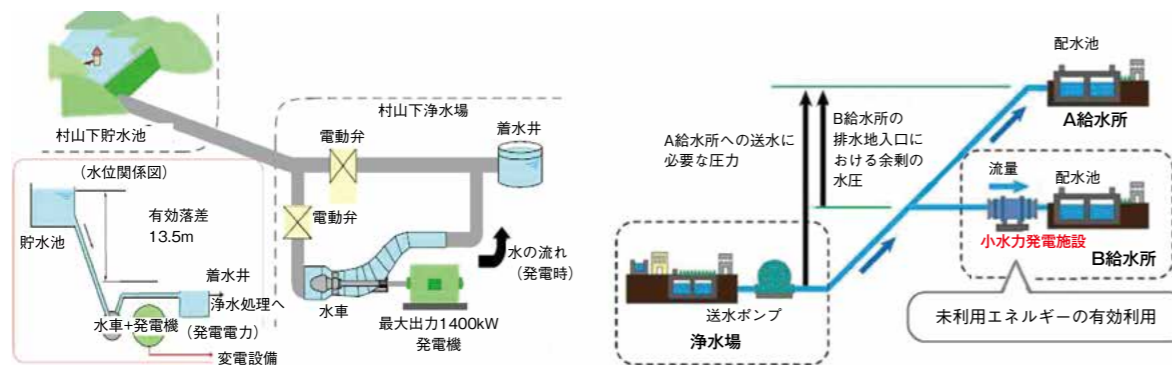 村山下貯水池
村山下浄水場
電動弁
着水井
電動弁
水の流れ
(発電時)
水車
最大出力1400kW
発電機
(水位関係図)
有効落差
13.5m
貯水池
着水井
浄水処理へ
水車+発電機
(発電電力)
変電設備
配水池
A給水所
A給水所への送水に
必要な圧力
B給水所の
排水地入口に
おける余剰の
水圧
流量
配水池
小水力発電施設
B給水所
送水ポンプ
浄水場
未利用エネルギーの有効利用